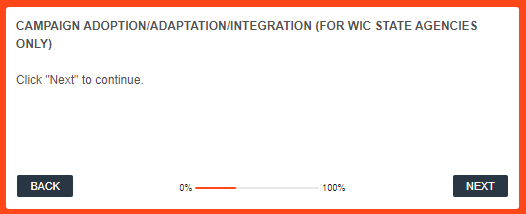 CAMPAIGN ADOPTION/ADAPTATION/INTEGRATION (FOR WIC STATE AGENCIES
ONLY)
Click "Next" to continue.
BACK
0%
100%
NEXT